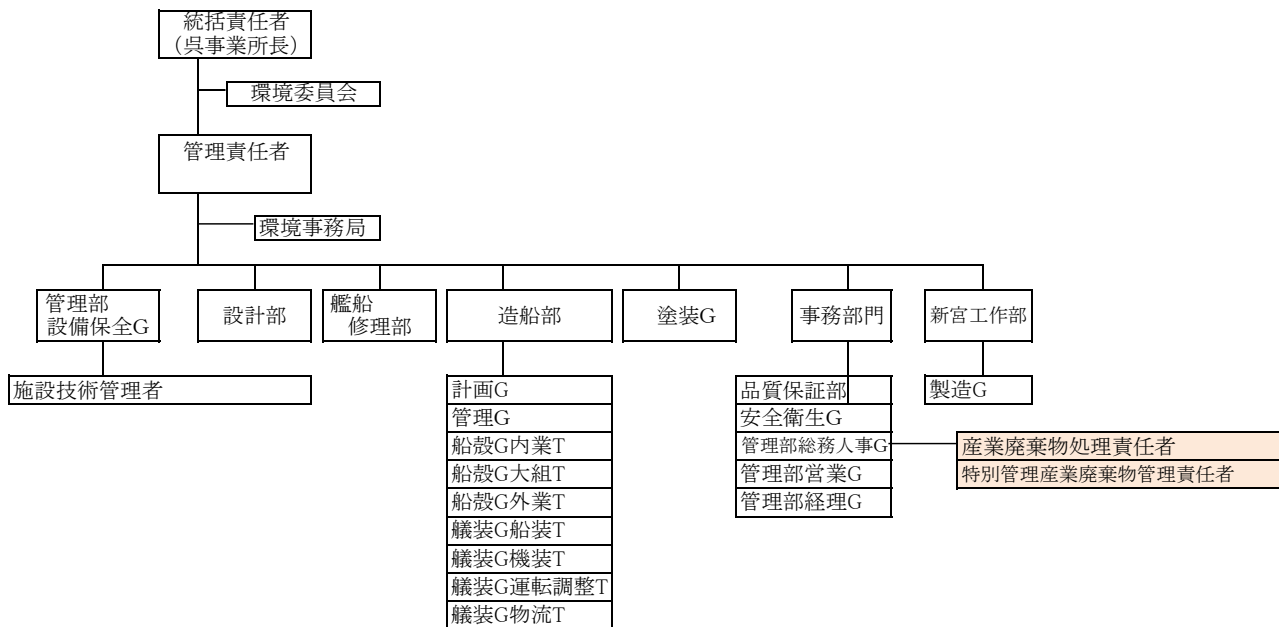 統括責任者
（呉事業所長）
環境委員会
管理責任者
環境事務局
管理部
設備保全G
設計部
艦船
修理部
造船部
塗装G
事務部門
新宮工作部
施設技術管理者
計画G
管理G
船殻G内業T
船殻G大組T
船殻G外業T
艤装G船装T
艤装G機装T
艤装G運転調整T
艤装G物流T
品質保証部
安全衛生G
管理部総務人事G
管理部営業G
管理部経理G
製造G
産業廃棄物処理責任者
特別管理産業廃棄物管理責任者